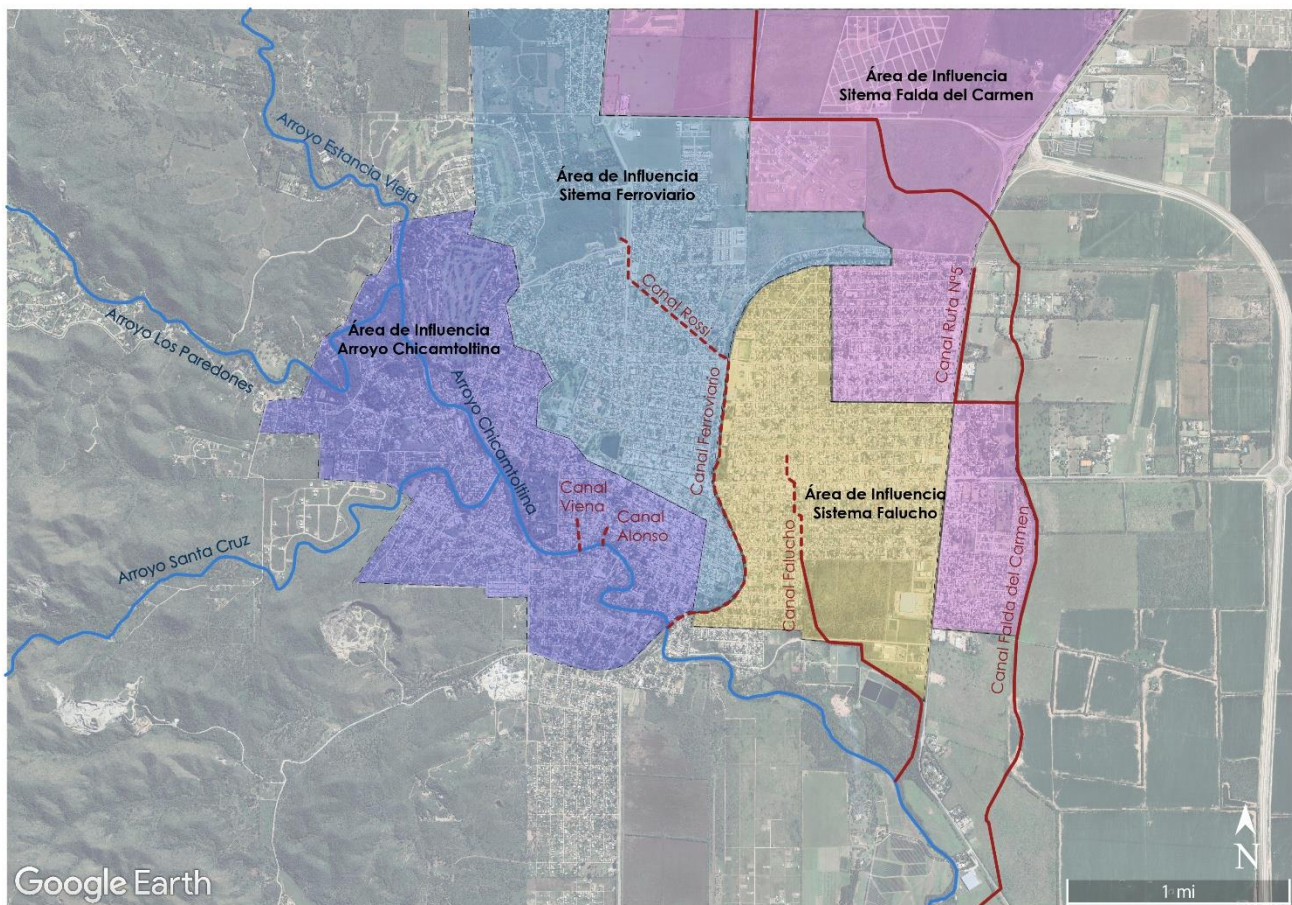 Área de Influencia
Sitema Falda del Carmen
Arroyo Estancia Vieja
Área de Influencia
Sitema Ferroviario
Arroyo Los Paredones
Área de Influencia
Arroyo Chicamtoltina
Canal Rossi
Canal Ruta Nº5
Arroyo Chicamtoltina
Canal Ferroviario
Canal
Viena
Canal
Alonso
Área de Influencia
Sistema Falucho
Arroyo Santa Cruz
Canal Falucho
Canal Falda del Carmen
Google Earth
N
1 mi